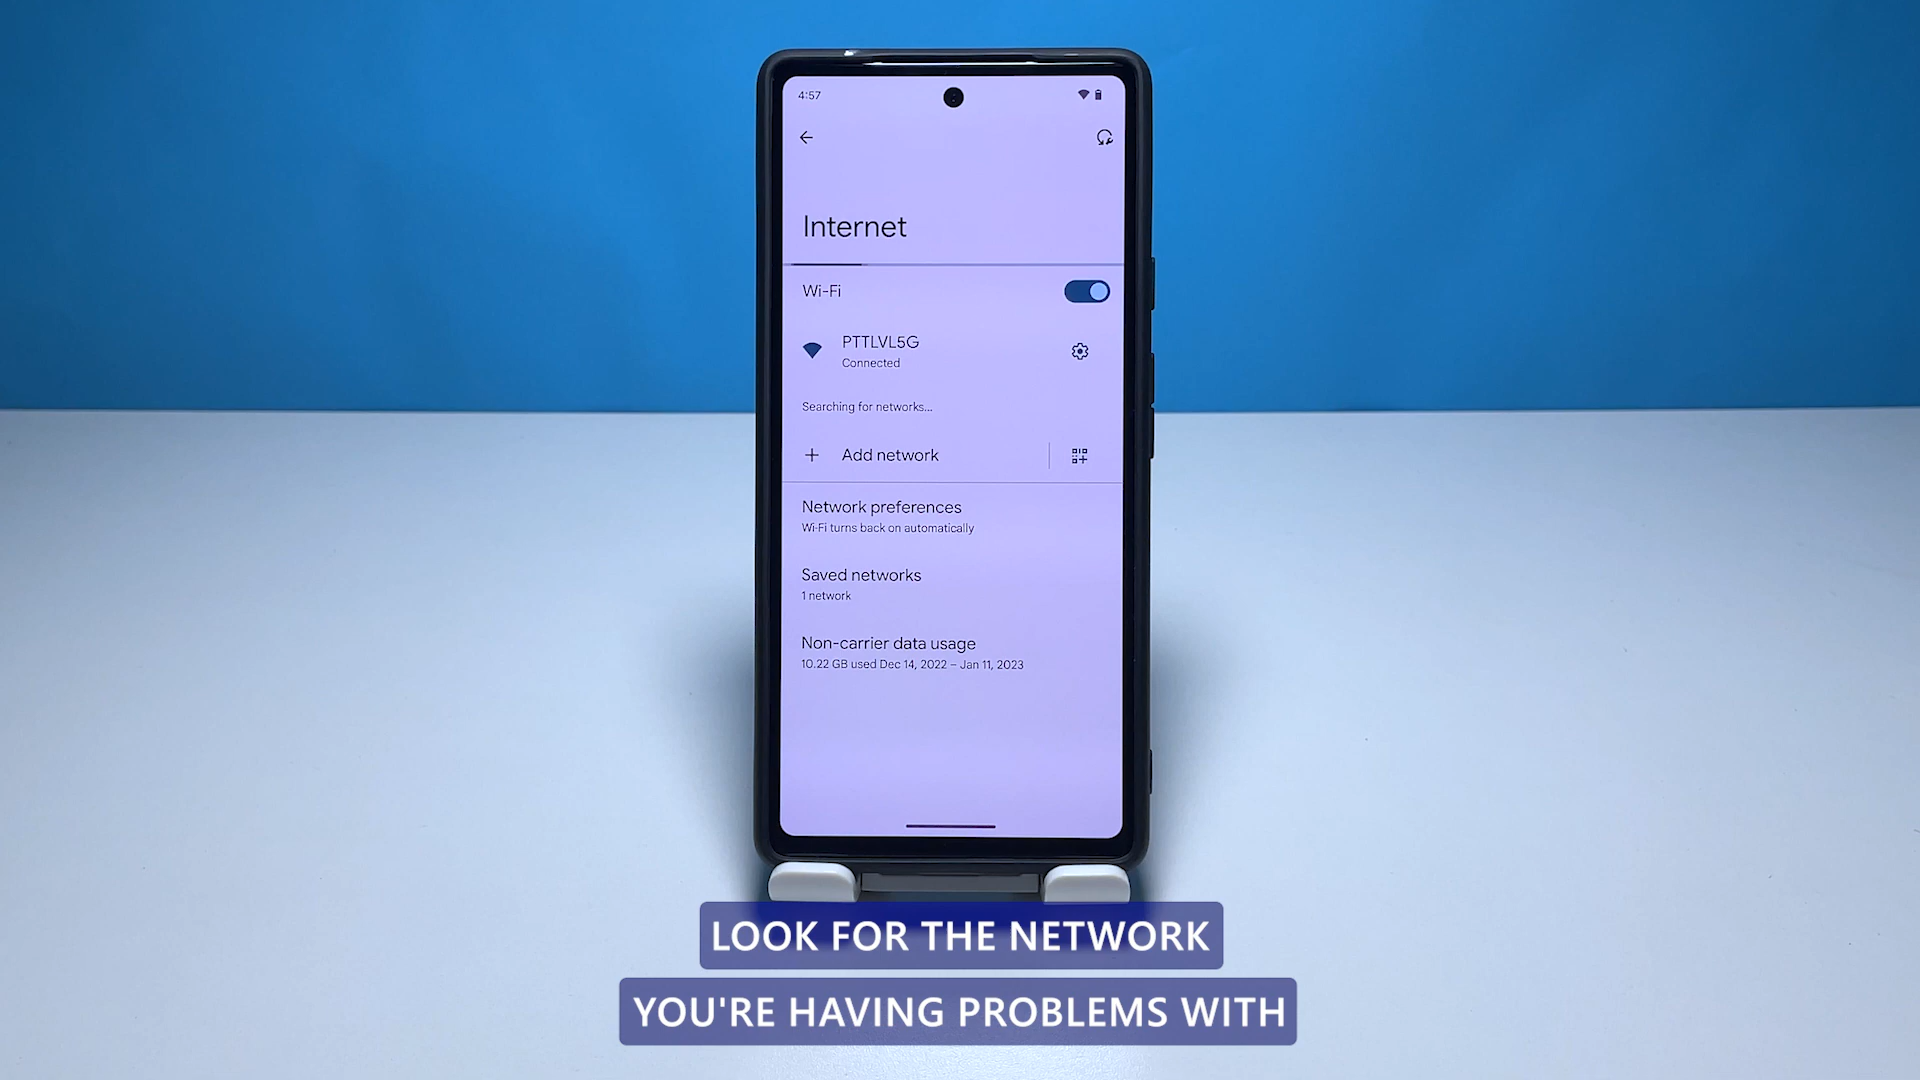 4:57
Internet
Wi-Fi
PTTLVL5G
Connected
Searching for networks...
Add network
Network preferences
Wi-Fi turns back on automatically
Saved networks
1 network
Non-carrier data usage
10.22 GB used Dec 14, 2022 – Jan 11, 2023
LOOK FOR THE NETWORK
YOU'RE HAVING PROBLEMS WITH